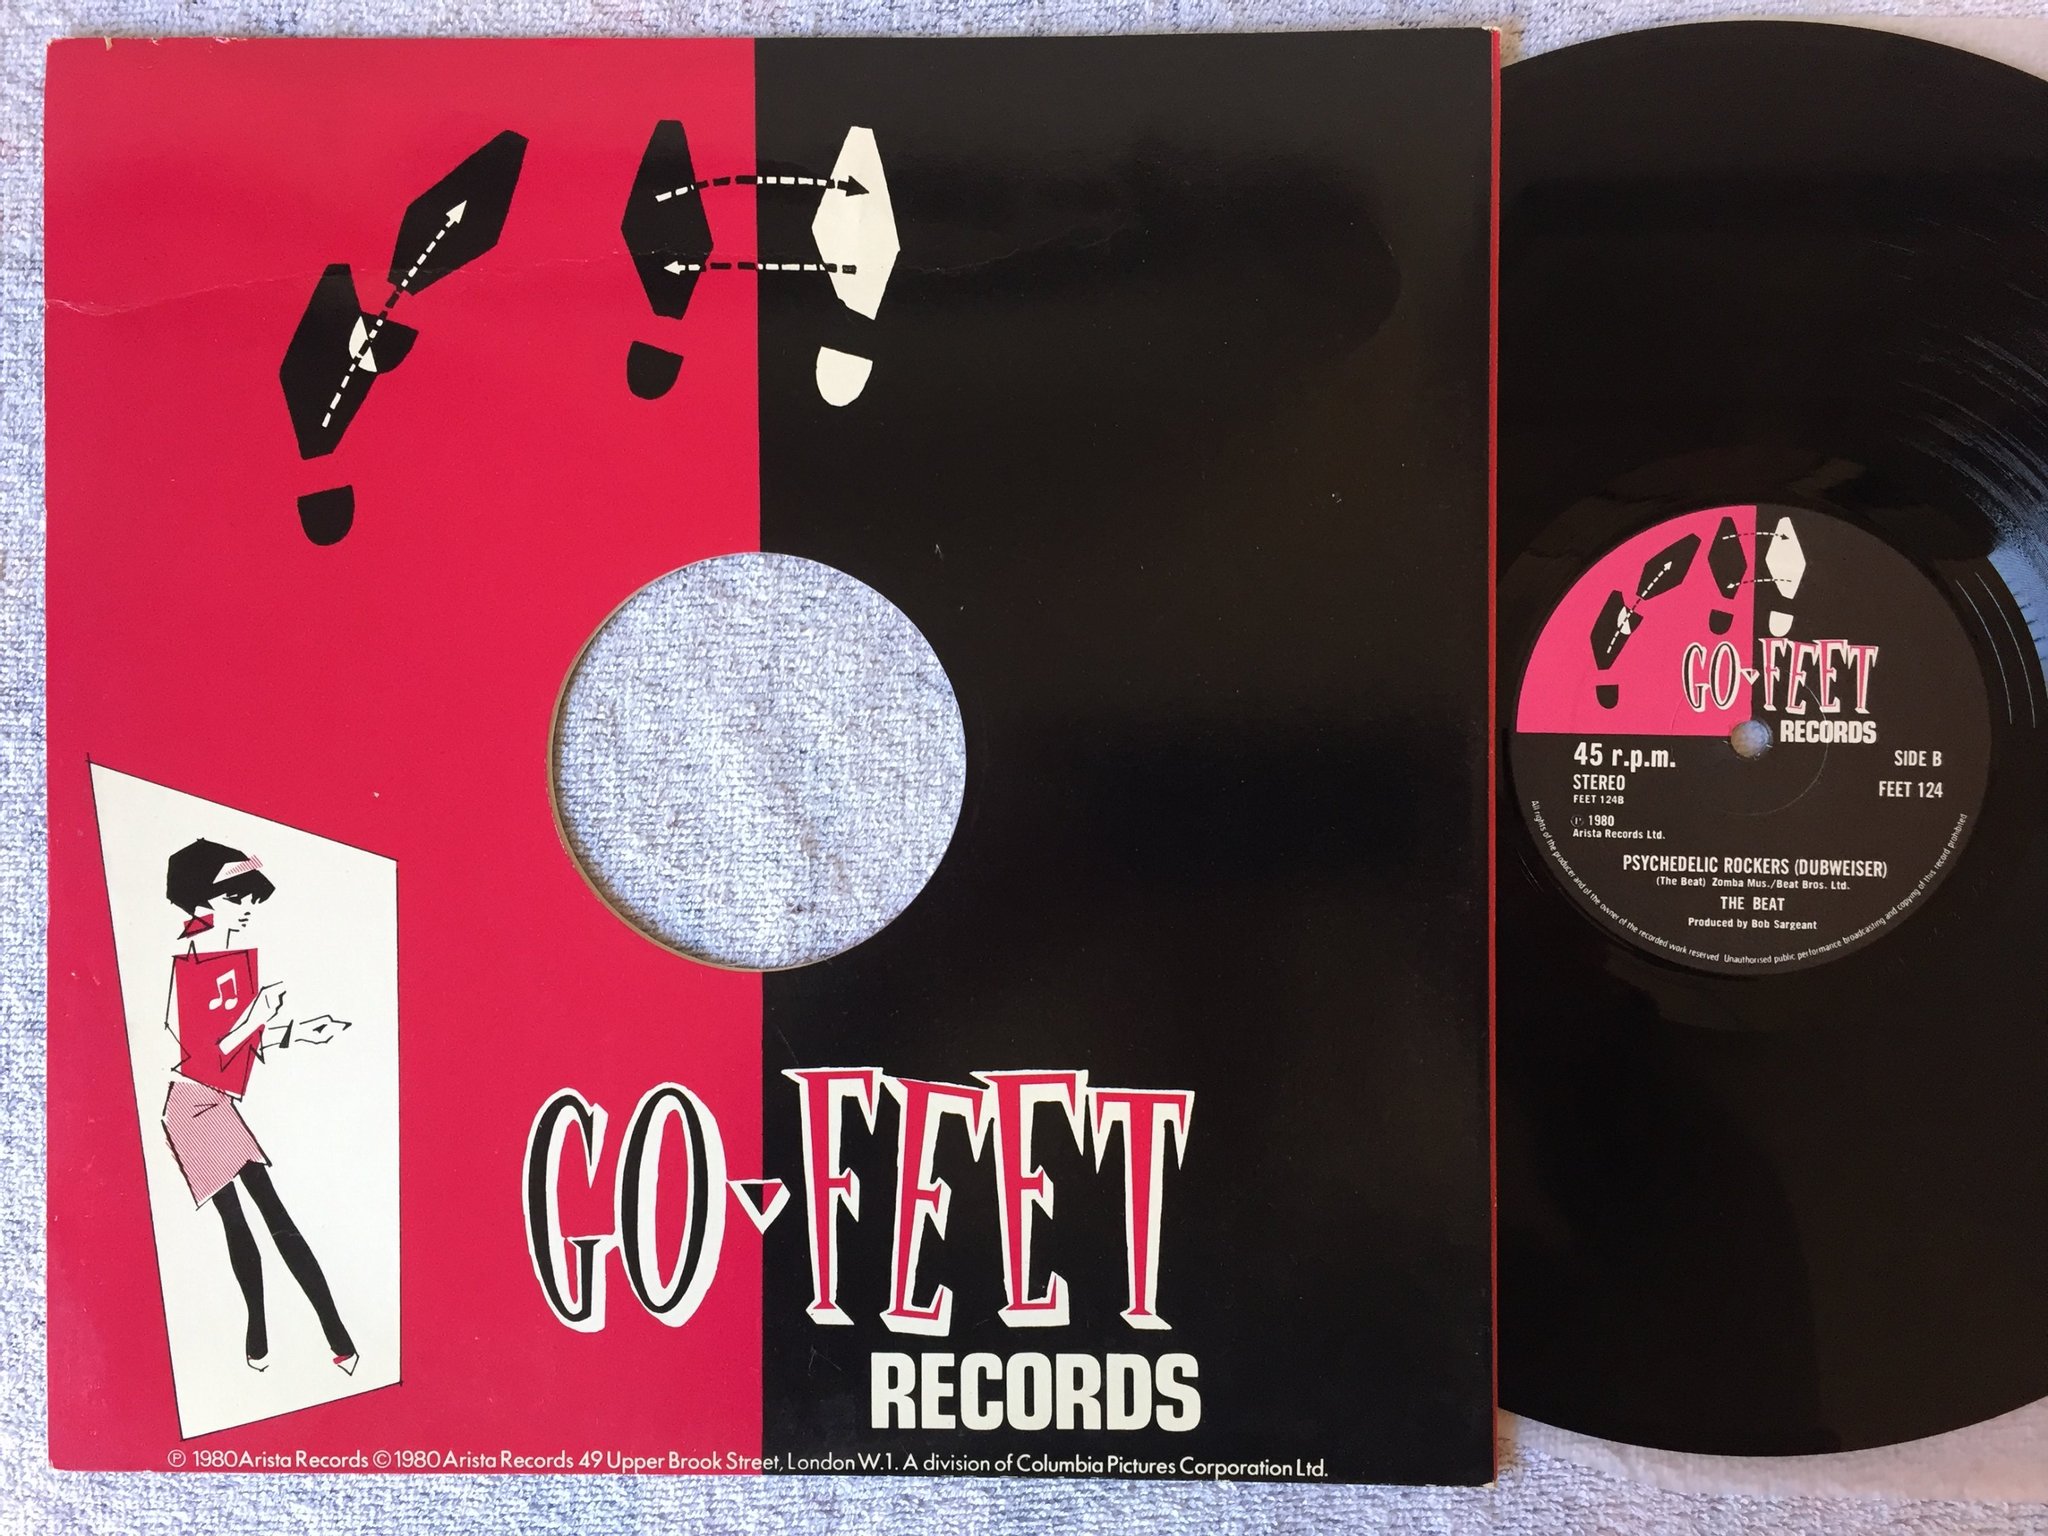 GO FEET
RECORDS
℗ 1980 Arista Records © 1980 Arista Records 49 Upper Brook Street, London W.1. A division of Columbia Pictures Corporation Ltd.
GO FEET
RECORDS
45 r.p.m.
STEREO
FEET 124B
℗ 1980
Arista Records Ltd.
SIDE B
FEET 124
PSYCHEDELIC ROCKERS (DUBWEISER)
(The Beat) Zomba Mus./Beat Bros. Ltd.
THE BEAT
Produced by Bob Sargeant
All rights of the producer and of the owner of the recorded work reserved Unauthorised public performance broadcasting and copying of this record prohibited